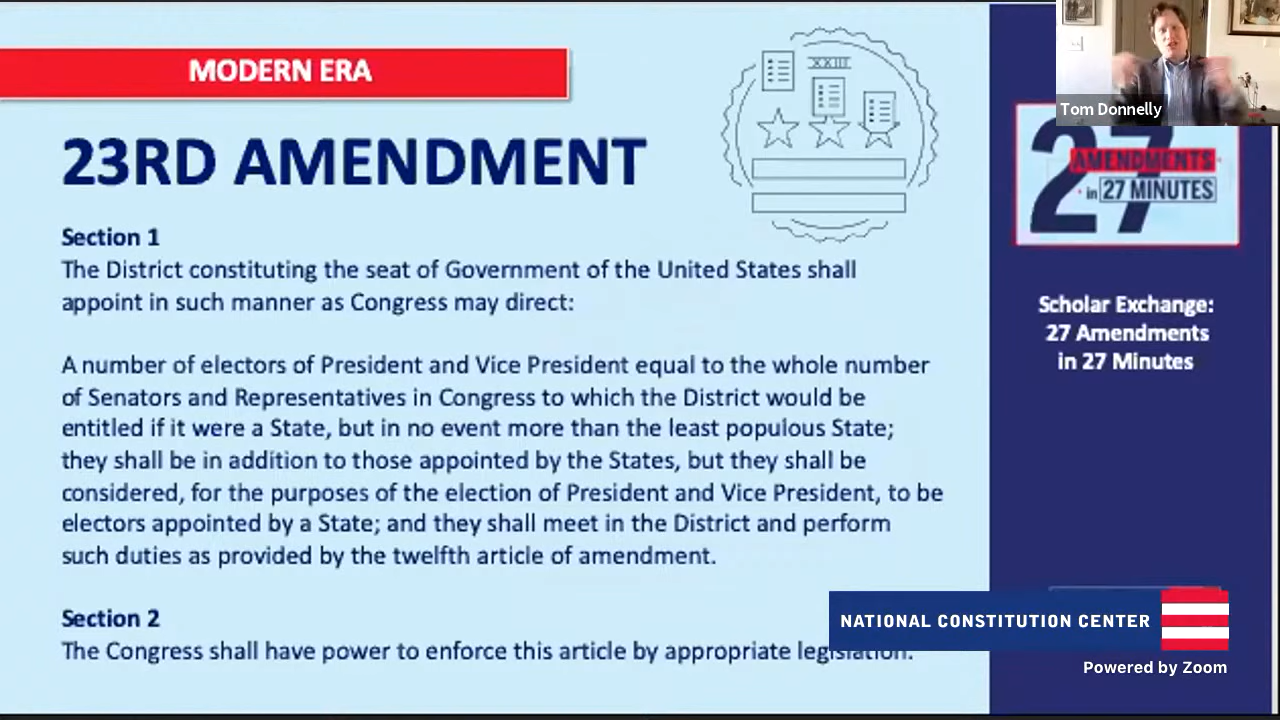 MODERN ERA
XXIII
Tom Donnelly
23RD AMENDMENT
27
AMENDMENTS
in 27 MINUTES
Section 1
The District constituting the seat of Government of the United States shall
appoint in such manner as Congress may direct:
A number of electors of President and Vice President equal to the whole number
of Senators and Representatives in Congress to which the District would be
entitled if it were a State, but in no event more than the least populous State;
they shall be in addition to those appointed by the States, but they shall be
considered, for the purposes of the election of President and Vice President, to be
electors appointed by a State; and they shall meet in the District and perform
such duties as provided by the twelfth article of amendment.
Section 2
The Congress shall have power to enforce this article by appropriate legislation.
Scholar Exchange:
27 Amendments
in 27 Minutes
NATIONAL CONSTITUTION CENTER
Powered by Zoom